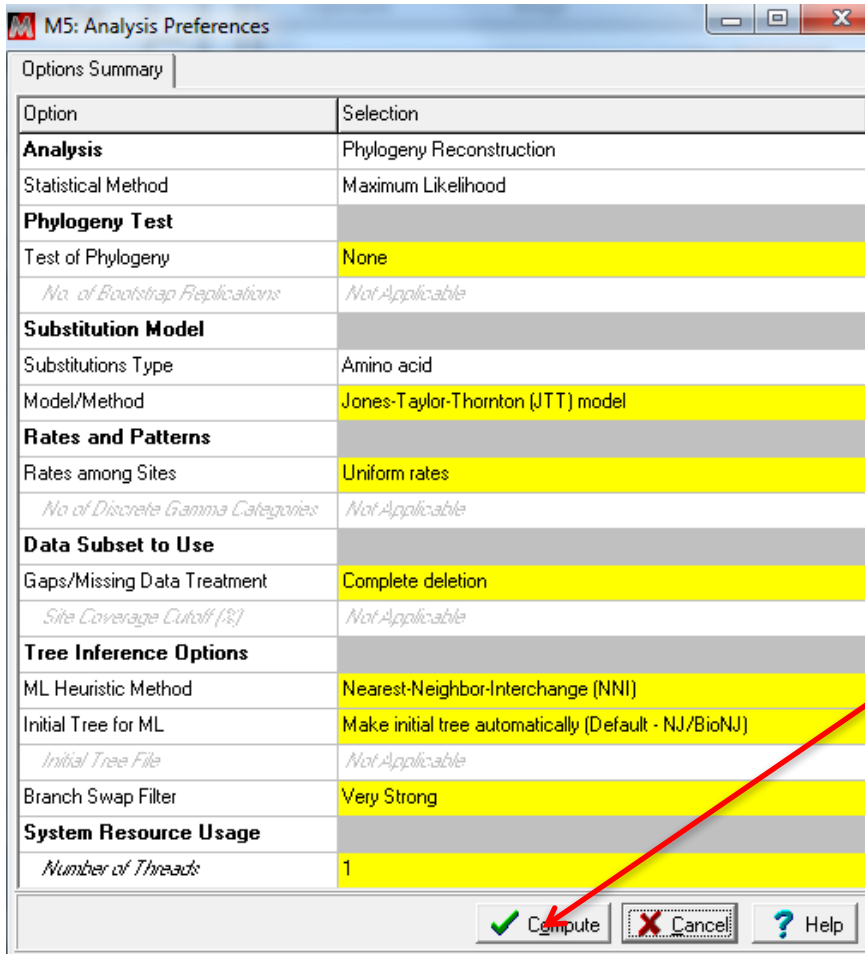 M5: Analysis Preferences
Options Summary
Option Selection
Analysis Phylogeny Reconstruction
Statistical Method Maximum Likelihood
Phylogeny Test
Test of Phylogeny None
No. of Bootstrap Replications Not Applicable
Substitution Model
Substitutions Type Amino acid
Model/Method Jones-Taylor-Thornton (JTT) model
Rates and Patterns
Rates among Sites Uniform rates
No of Discrete Gamma Categories Not Applicable
Data Subset to Use
Gaps/Missing Data Treatment Complete deletion
Site Coverage Cutoff (%) Not Applicable
Tree Inference Options
ML Heuristic Method Nearest-Neighbor-Interchange (NNI)
Initial Tree for ML Make initial tree automatically (Default - NJ/BioNJ)
Initial Tree File Not Applicable
Branch Swap Filter Very Strong
System Resource Usage
Number of Threads 1
Compute Cancel Help